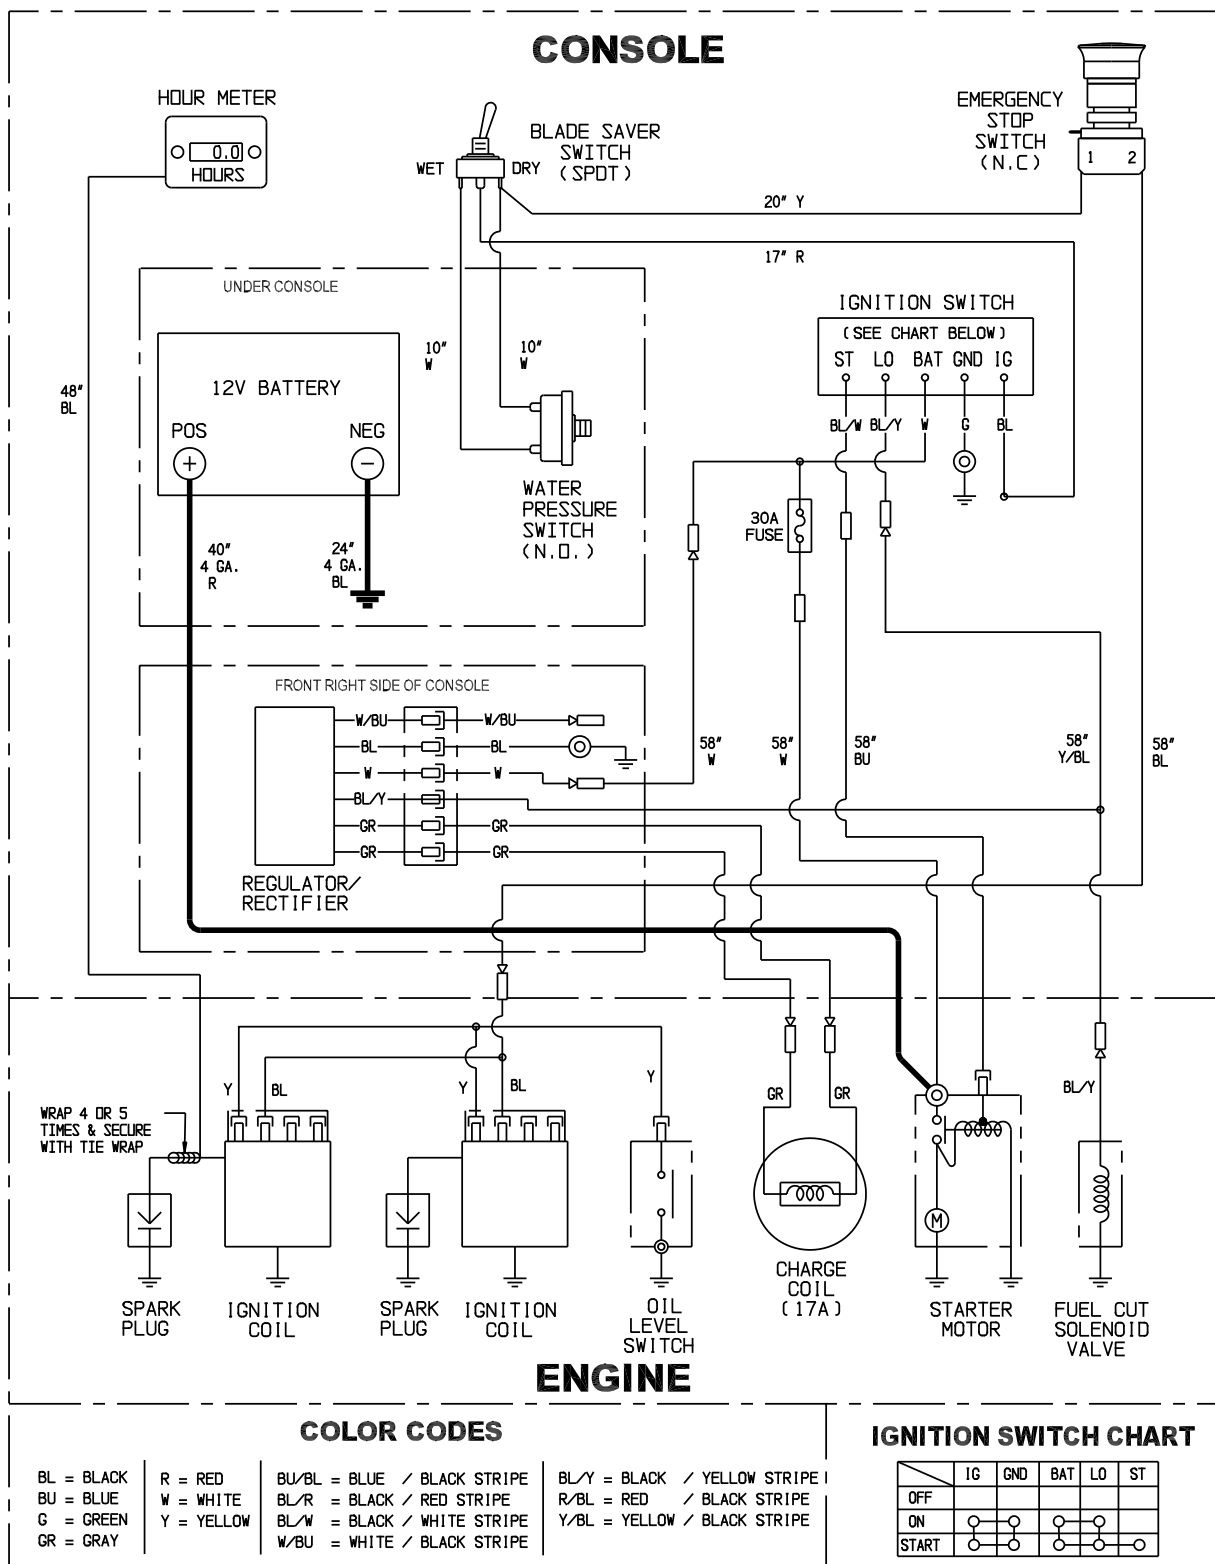 CONSOLE
HOUR METER
0.0
HOURS
BLADE SAVER
SWITCH
(SPDT)
WET
DRY
EMERGENCY
STOP
SWITCH
(N.C)
1 2
20" Y
17" R
UNDER CONSOLE
12V BATTERY
POS
NEG
+
−
10"
W
10"
W
48"
BL
WATER
PRESSURE
SWITCH
(N.O.)
40"
4 GA.
R
24"
4 GA.
BL
IGNITION SWITCH
(SEE CHART BELOW)
ST LO BAT GND IG
BL/W BL/Y W G BL
30A
FUSE
FRONT RIGHT SIDE OF CONSOLE
W/BU W/BU
BL BL
W W
BL/Y
GR GR
GR GR
REGULATOR/
RECTIFIER
58"
W
58"
W
58"
BU
58"
Y/BL
58"
BL
Y
BL
Y
BL
Y
GR
GR
BL/Y
WRAP 4 OR 5
TIMES & SECURE
WITH TIE WRAP
M
SPARK
PLUG
IGNITION
COIL
SPARK
PLUG
IGNITION
COIL
OIL
LEVEL
SWITCH
CHARGE
COIL
(17A)
STARTER
MOTOR
FUEL CUT
SOLENOID
VALVE
ENGINE
COLOR CODES
BL = BLACK
BU = BLUE
G = GREEN
GR = GRAY
R = RED
W = WHITE
Y = YELLOW
BU/BL = BLUE / BLACK STRIPE
BL/R = BLACK / RED STRIPE
BL/W = BLACK / WHITE STRIPE
W/BU = WHITE / BLACK STRIPE
BL/Y = BLACK / YELLOW STRIPE
R/BL = RED / BLACK STRIPE
Y/BL = YELLOW / BLACK STRIPE
IGNITION SWITCH CHART
IG GND BAT LO ST
OFF
ON
START